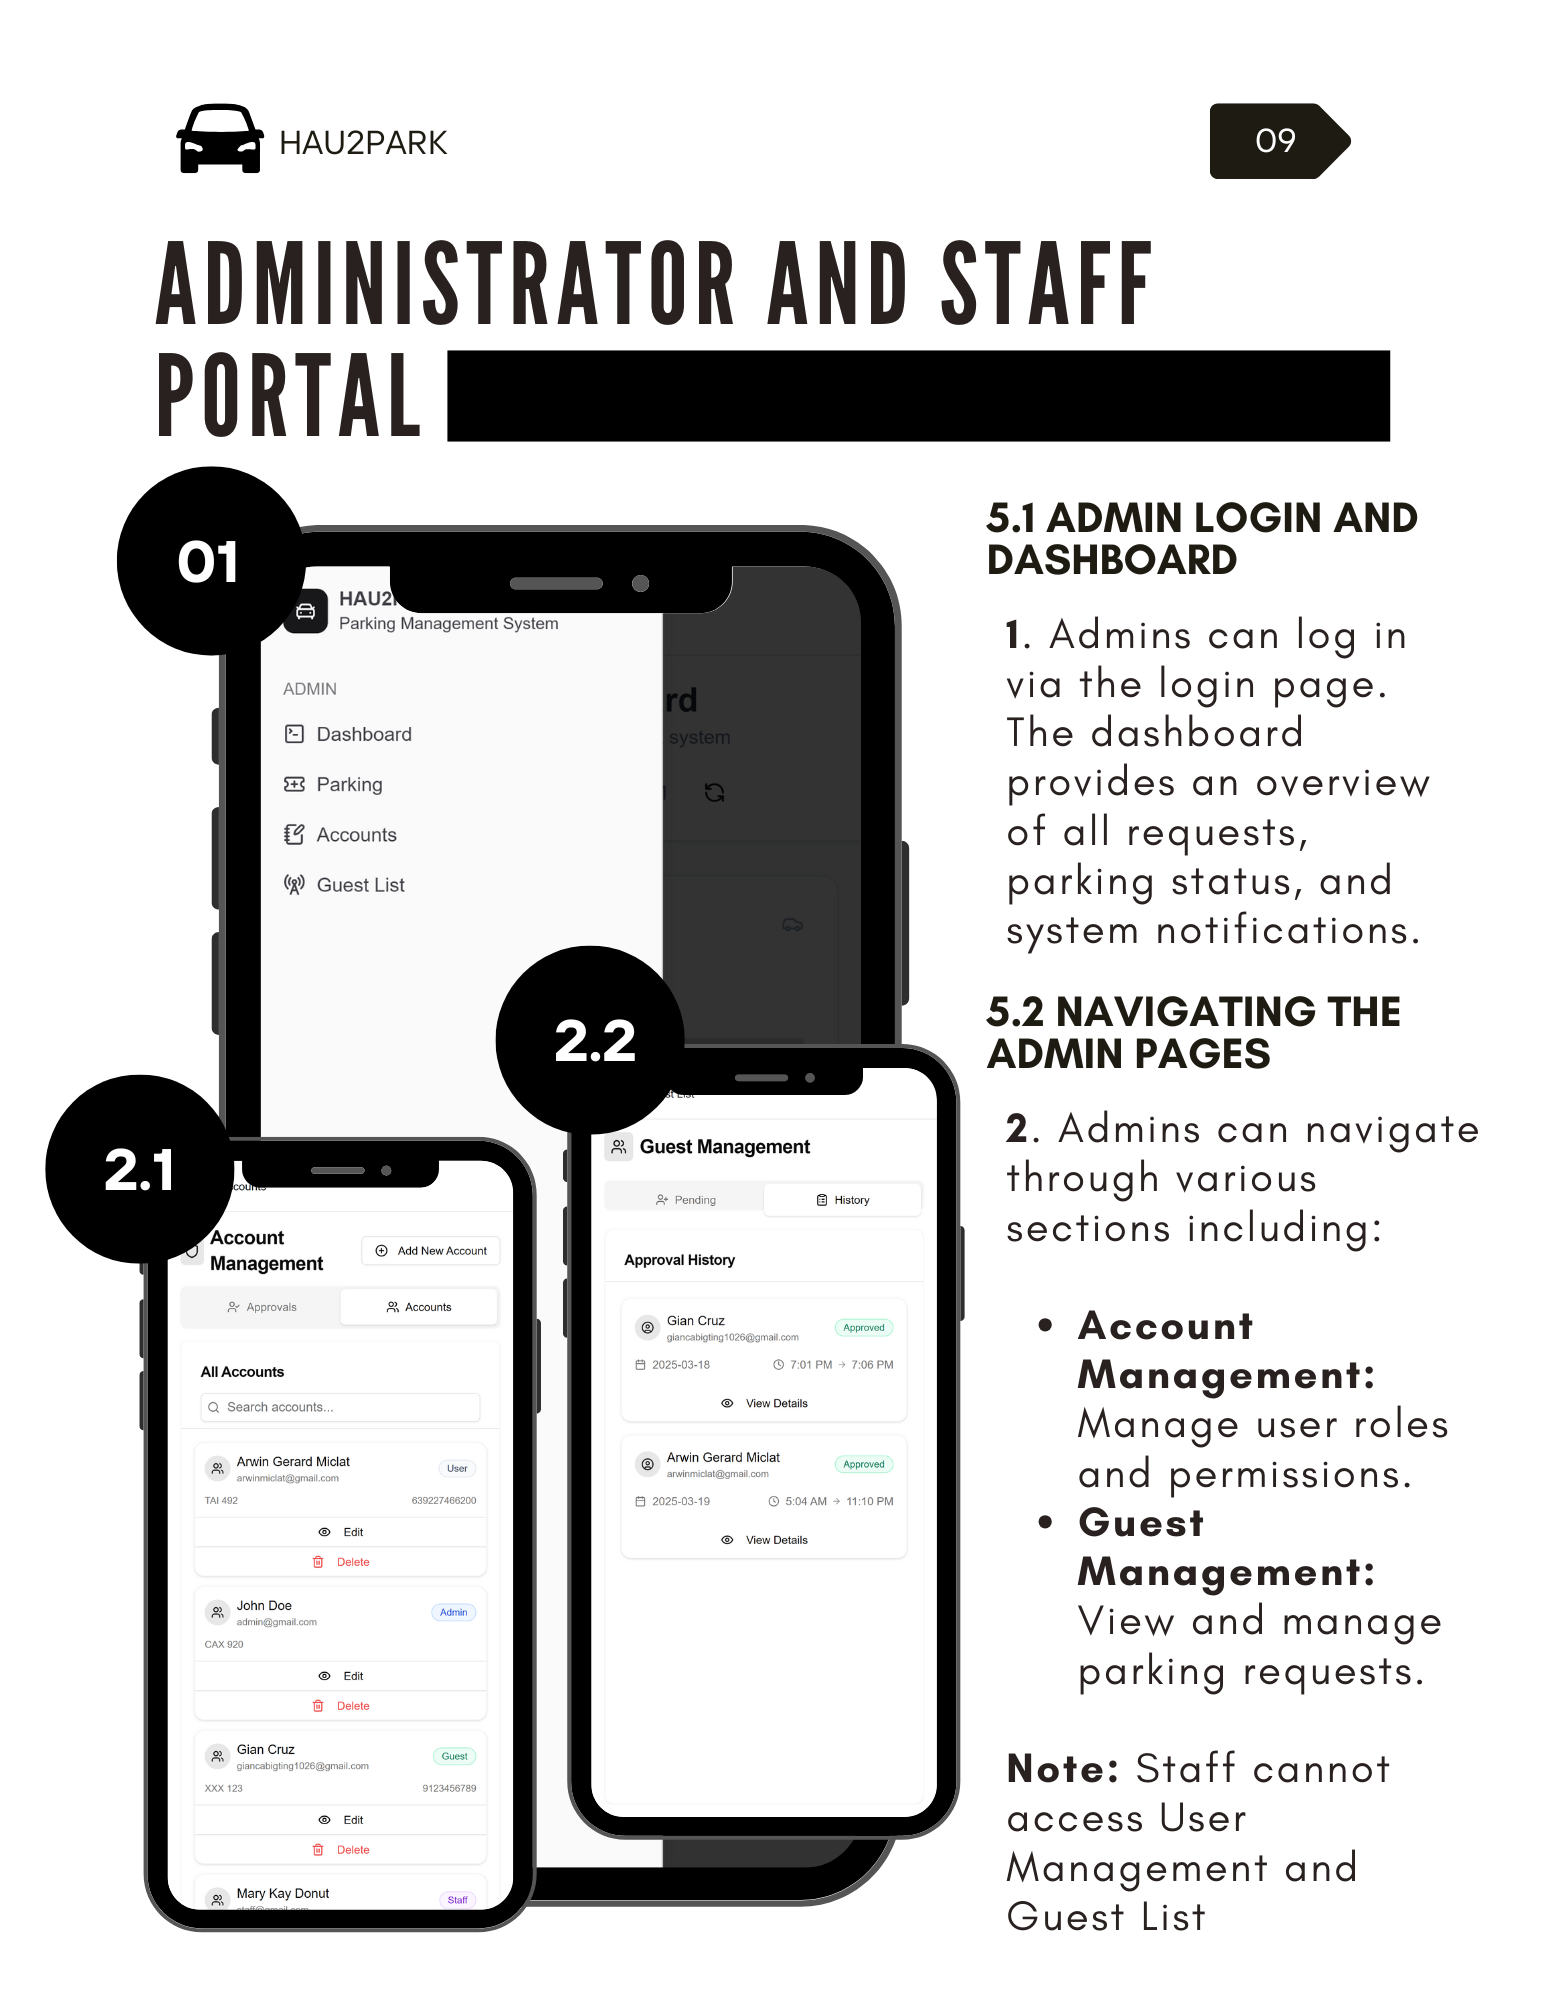 HAU2PARK
09
ADMINISTRATOR AND STAFF
PORTAL
01
Parking Management System
ADMIN
Dashboard
Parking
Accounts
Guest List
rd
system
2.2
List
Guest Management
Pending
History
Approval History
Gian Cruz
giancabigting1026@gmail.com
Approved
2025-03-18
7:01 PM → 7:06 PM
View Details
Arwin Gerard Miclat
arwinmiclat@gmail.com
Approved
2025-03-19
5:04 AM → 11:10 PM
View Details
2.1
Account
Management
Add New Account
Approvals
Accounts
All Accounts
Search accounts...
Arwin Gerard Miclat
arwinmiclat@gmail.com
User
TAI 492
639227466200
Edit
Delete
John Doe
admin@gmail.com
Admin
CAX 920
Edit
Delete
Gian Cruz
giancabigting1026@gmail.com
Guest
XXX 123
9123456789
Edit
Delete
Mary Kay Donut
Staff
5.1 ADMIN LOGIN AND
DASHBOARD
1. Admins can log in
via the login page.
The dashboard
provides an overview
of all requests,
parking status, and
system notifications.
5.2 NAVIGATING THE
ADMIN PAGES
2. Admins can navigate
through various
sections including:
• Account
Management:
Manage user roles
and permissions.
• Guest
Management:
View and manage
parking requests.
Note: Staff cannot
access User
Management and
Guest List